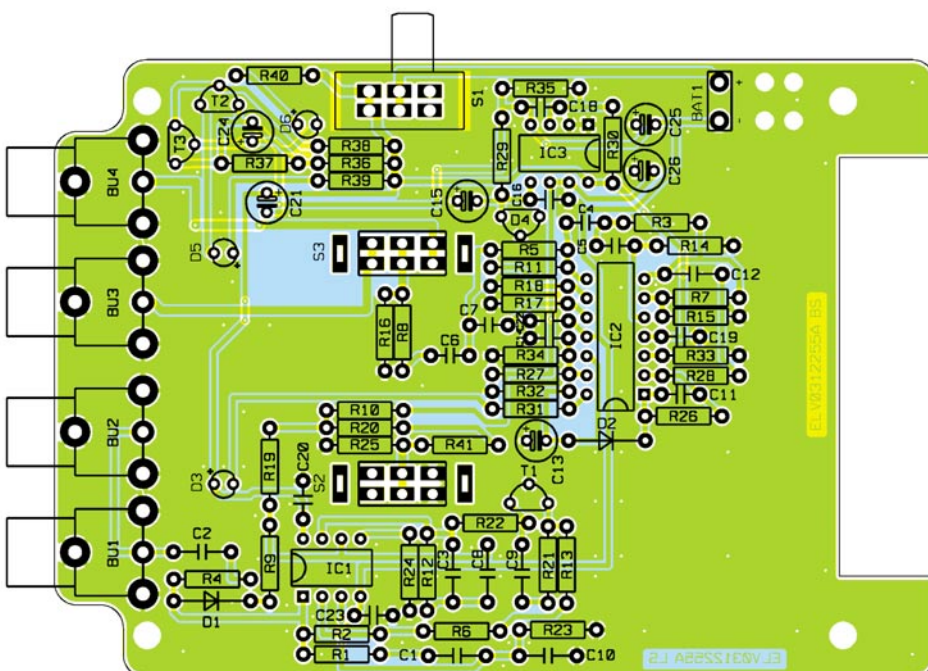 R40
S1
R35
C18
BAT1
+
-
T2
C24
D6
T3
R38
R37
R36
R39
R29
IC3
R30
C25
C26
BU4
C21
C15
C16
D4
C4
R3
D5
S3
R5
C5
R14
R11
C12
R18
R7
R17
R15
BU3
R16
R8
C7
IC2
C19
C6
R34
R33
R27
R28
R32
C11
R31
R26
ELV0312255A BS
R10
R20
R25
R41
D2
BU2
R19
C20
C13
D3
S2
T1
R22
BU1
C2
R9
IC1
R24
R12
C3
C8
C9
R21
R13
R4
D1
C23
R2
R6
R23
R1
C1
C10
ELV0312255A LS